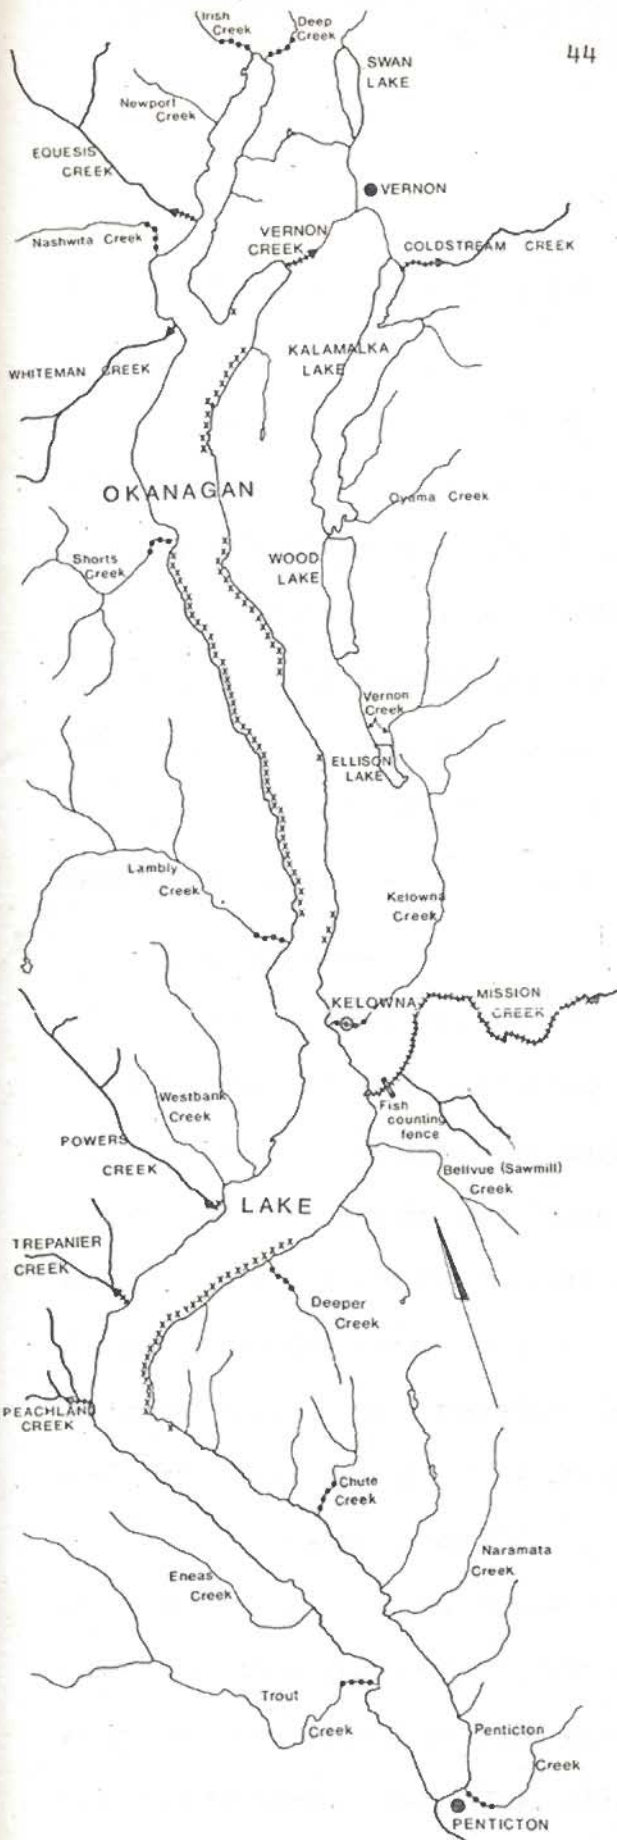 Irish
Creek
Deep
Creek
44
SWAN
LAKE
Newport
Creek
EQUESIS
CREEK
VERNON
Nashwita Creek
VERNON
CREEK
COLDSTREAM CREEK
WHITEMAN CREEK
KALAMALKA
LAKE
OKANAGAN
Oyama Creek
Shorts
Creek
WOOD
LAKE
Vernon
Creek
ELLISON
LAKE
Lambly
Creek
Kelowna
Creek
KELOWNA
MISSION
CREEK
Westbank
Creek
Fish
counting
fence
POWERS
CREEK
Bellvue (Sawmill)
Creek
LAKE
TREPANIER
CREEK
Deeper
Creek
PEACHLAND
CREEK
Chute
Creek
Eneas
Creek
Naramata
Creek
Trout
Creek
Penticton
Creek
PENTICTON